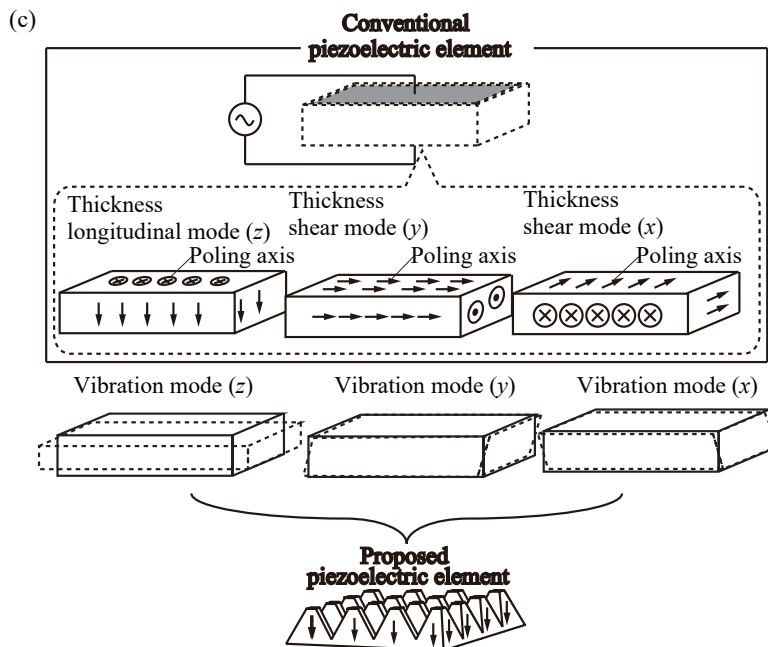 (c)
Conventional
piezoelectric element
Thickness
longitudinal mode (z)
Poling axis
Thickness
shear mode (y)
Poling axis
Thickness
shear mode (x)
Poling axis
Vibration mode (z)
Vibration mode (y)
Vibration mode (x)
Proposed
piezoelectric element